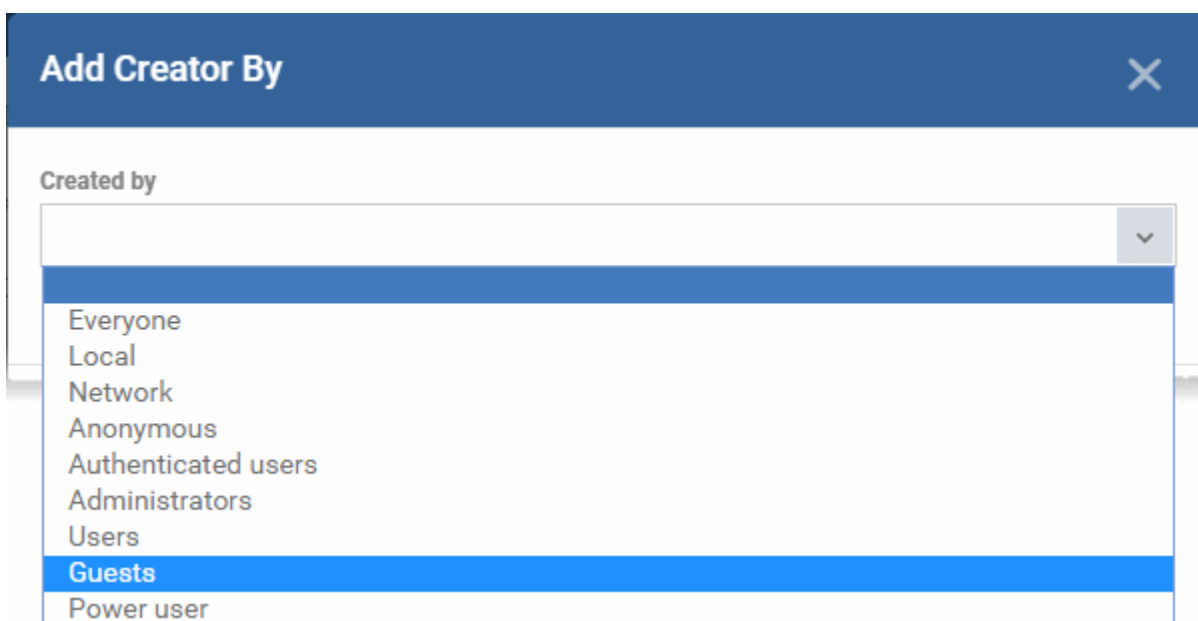 Add Creator By
Created by
Everyone
Local
Network
Anonymous
Authenticated users
Administrators
Users
Guests
Power user